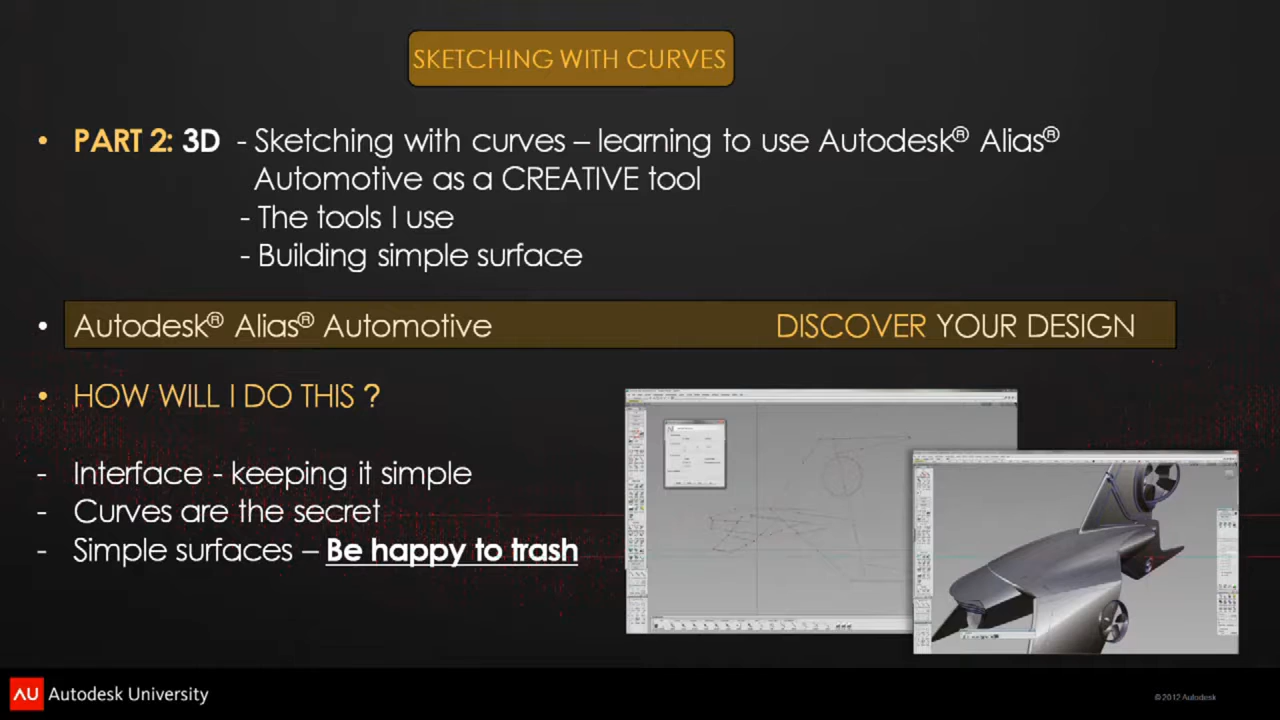 SKETCHING WITH CURVES
• PART 2: 3D - Sketching with curves – learning to use Autodesk® Alias®
Automotive as a CREATIVE tool
- The tools I use
- Building simple surface
• Autodesk® Alias® Automotive DISCOVER YOUR DESIGN
• HOW WILL I DO THIS ?
- Interface - keeping it simple
- Curves are the secret
- Simple surfaces – Be happy to trash
AU Autodesk University
© 2012 Autodesk